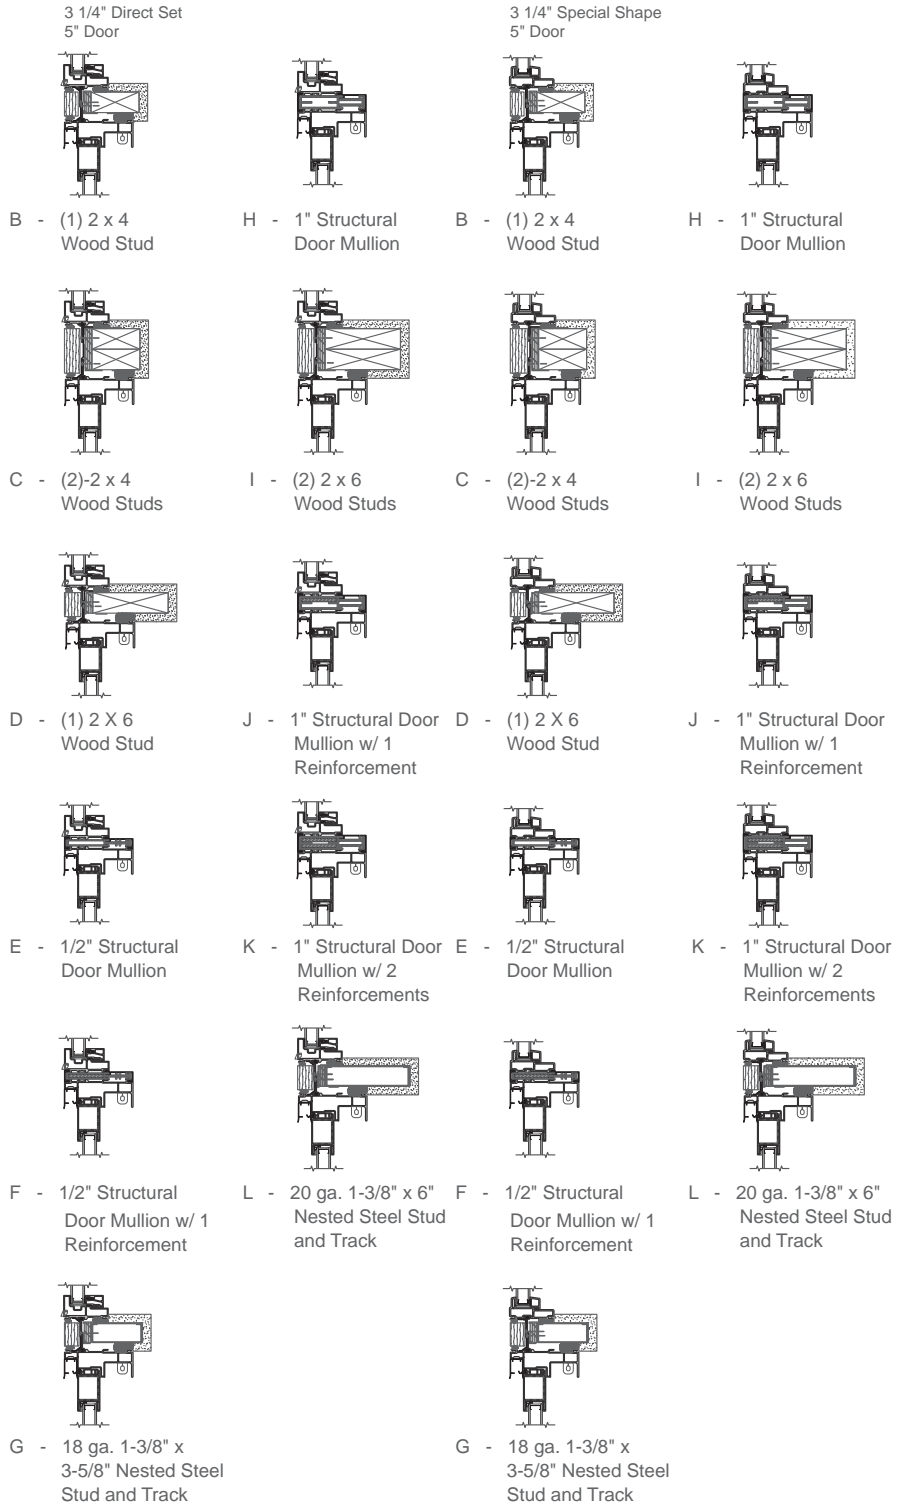 3 1/4" Direct Set
5" Door
3 1/4" Special Shape
5" Door
B - (1) 2 x 4
Wood Stud
H - 1" Structural
Door Mullion
B - (1) 2 x 4
Wood Stud
H - 1" Structural
Door Mullion
C - (2)-2 x 4
Wood Studs
I - (2) 2 x 6
Wood Studs
C - (2)-2 x 4
Wood Studs
I - (2) 2 x 6
Wood Studs
D - (1) 2 X 6
Wood Stud
J - 1" Structural Door
Mullion w/ 1
Reinforcement
D - (1) 2 X 6
Wood Stud
J - 1" Structural Door
Mullion w/ 1
Reinforcement
E - 1/2" Structural
Door Mullion
K - 1" Structural Door
Mullion w/ 2
Reinforcements
E - 1/2" Structural
Door Mullion
K - 1" Structural Door
Mullion w/ 2
Reinforcements
F - 1/2" Structural
Door Mullion w/ 1
Reinforcement
L - 20 ga. 1-3/8" x 6"
Nested Steel Stud
and Track
F - 1/2" Structural
Door Mullion w/ 1
Reinforcement
L - 20 ga. 1-3/8" x 6"
Nested Steel Stud
and Track
G - 18 ga. 1-3/8" x
3-5/8" Nested Steel
Stud and Track
G - 18 ga. 1-3/8" x
3-5/8" Nested Steel
Stud and Track